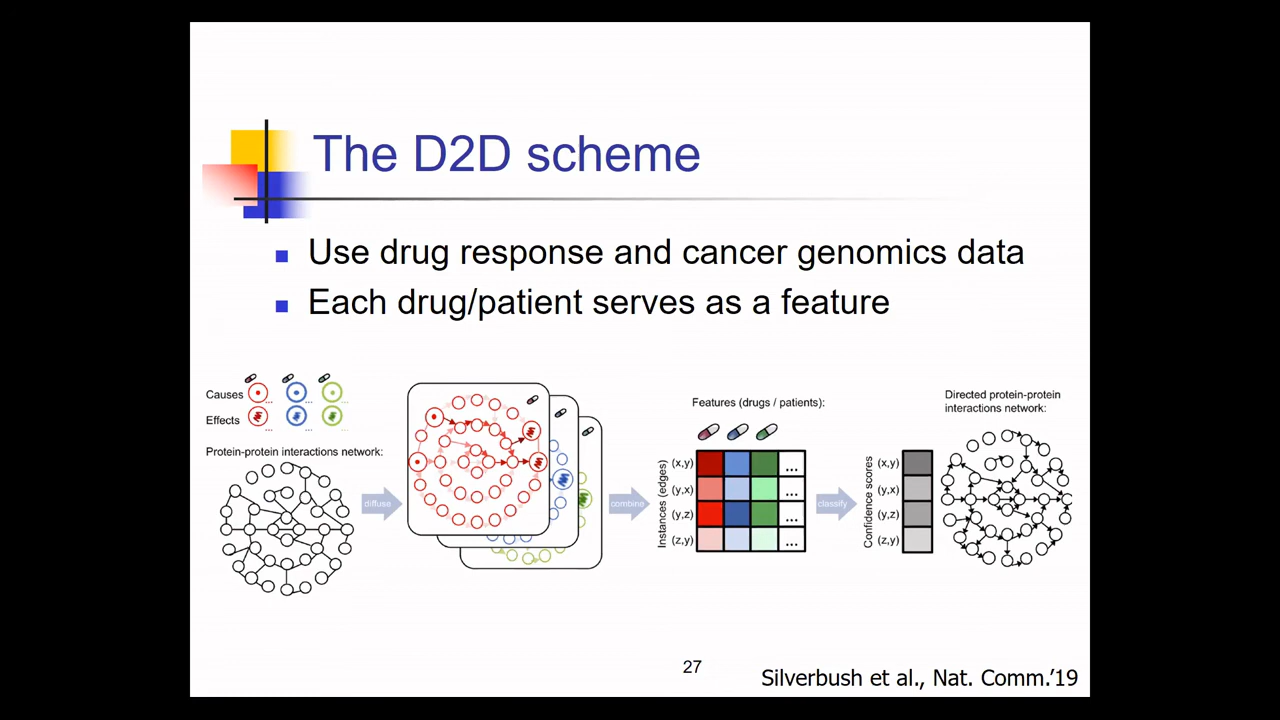 The D2D scheme
Use drug response and cancer genomics data
Each drug/patient serves as a feature
Causes
...
...
...
Effects
...
...
...
Protein-protein interactions network:
diffuse
combine
Features (drugs / patients):
Instances (edges)
(x,y)
...
(y,x)
...
(y,z)
...
(z,y)
...
classify
Confidence scores
(x,y)
(y,x)
(y,z)
(z,y)
Directed protein-protein
interactions network:
27
Silverbush et al., Nat. Comm.'19